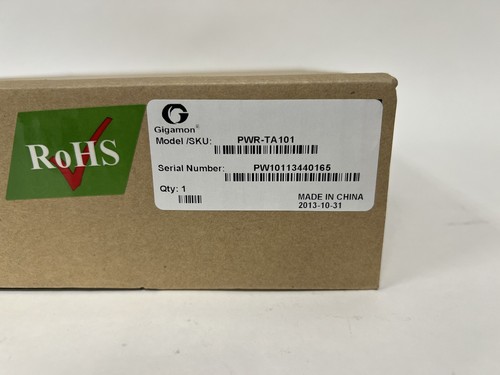 RoHS
Gigamon®
Model /SKU: PWR-TA101
Serial Number: PW10113440165
Qty: 1
MADE IN CHINA
2013-10-31